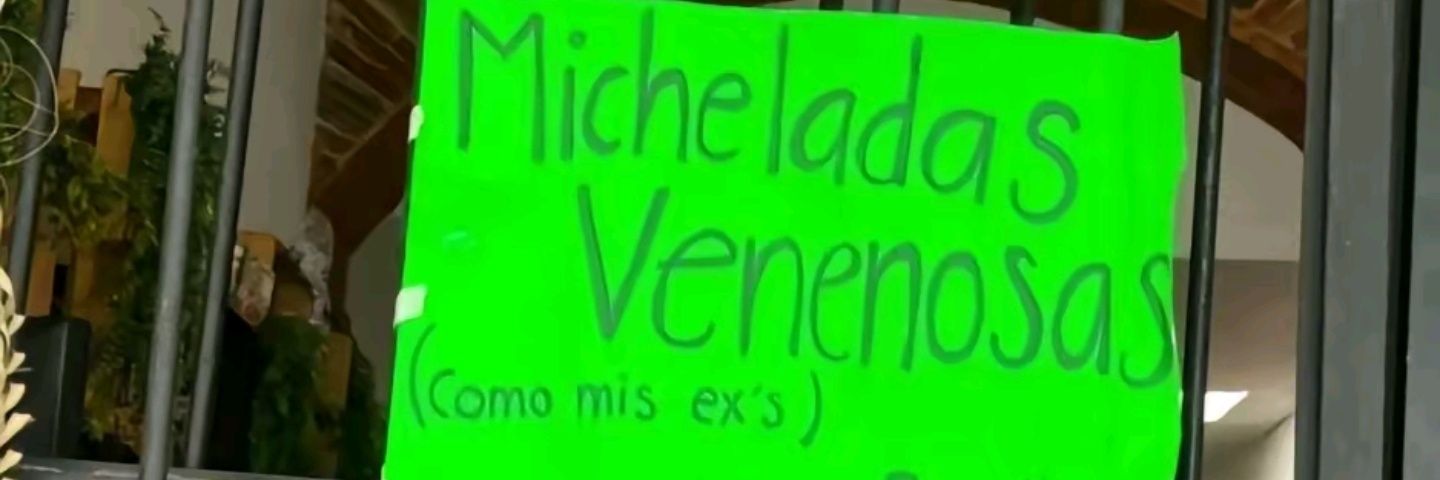 Micheladas
Venenosas
(Como mis ex's)